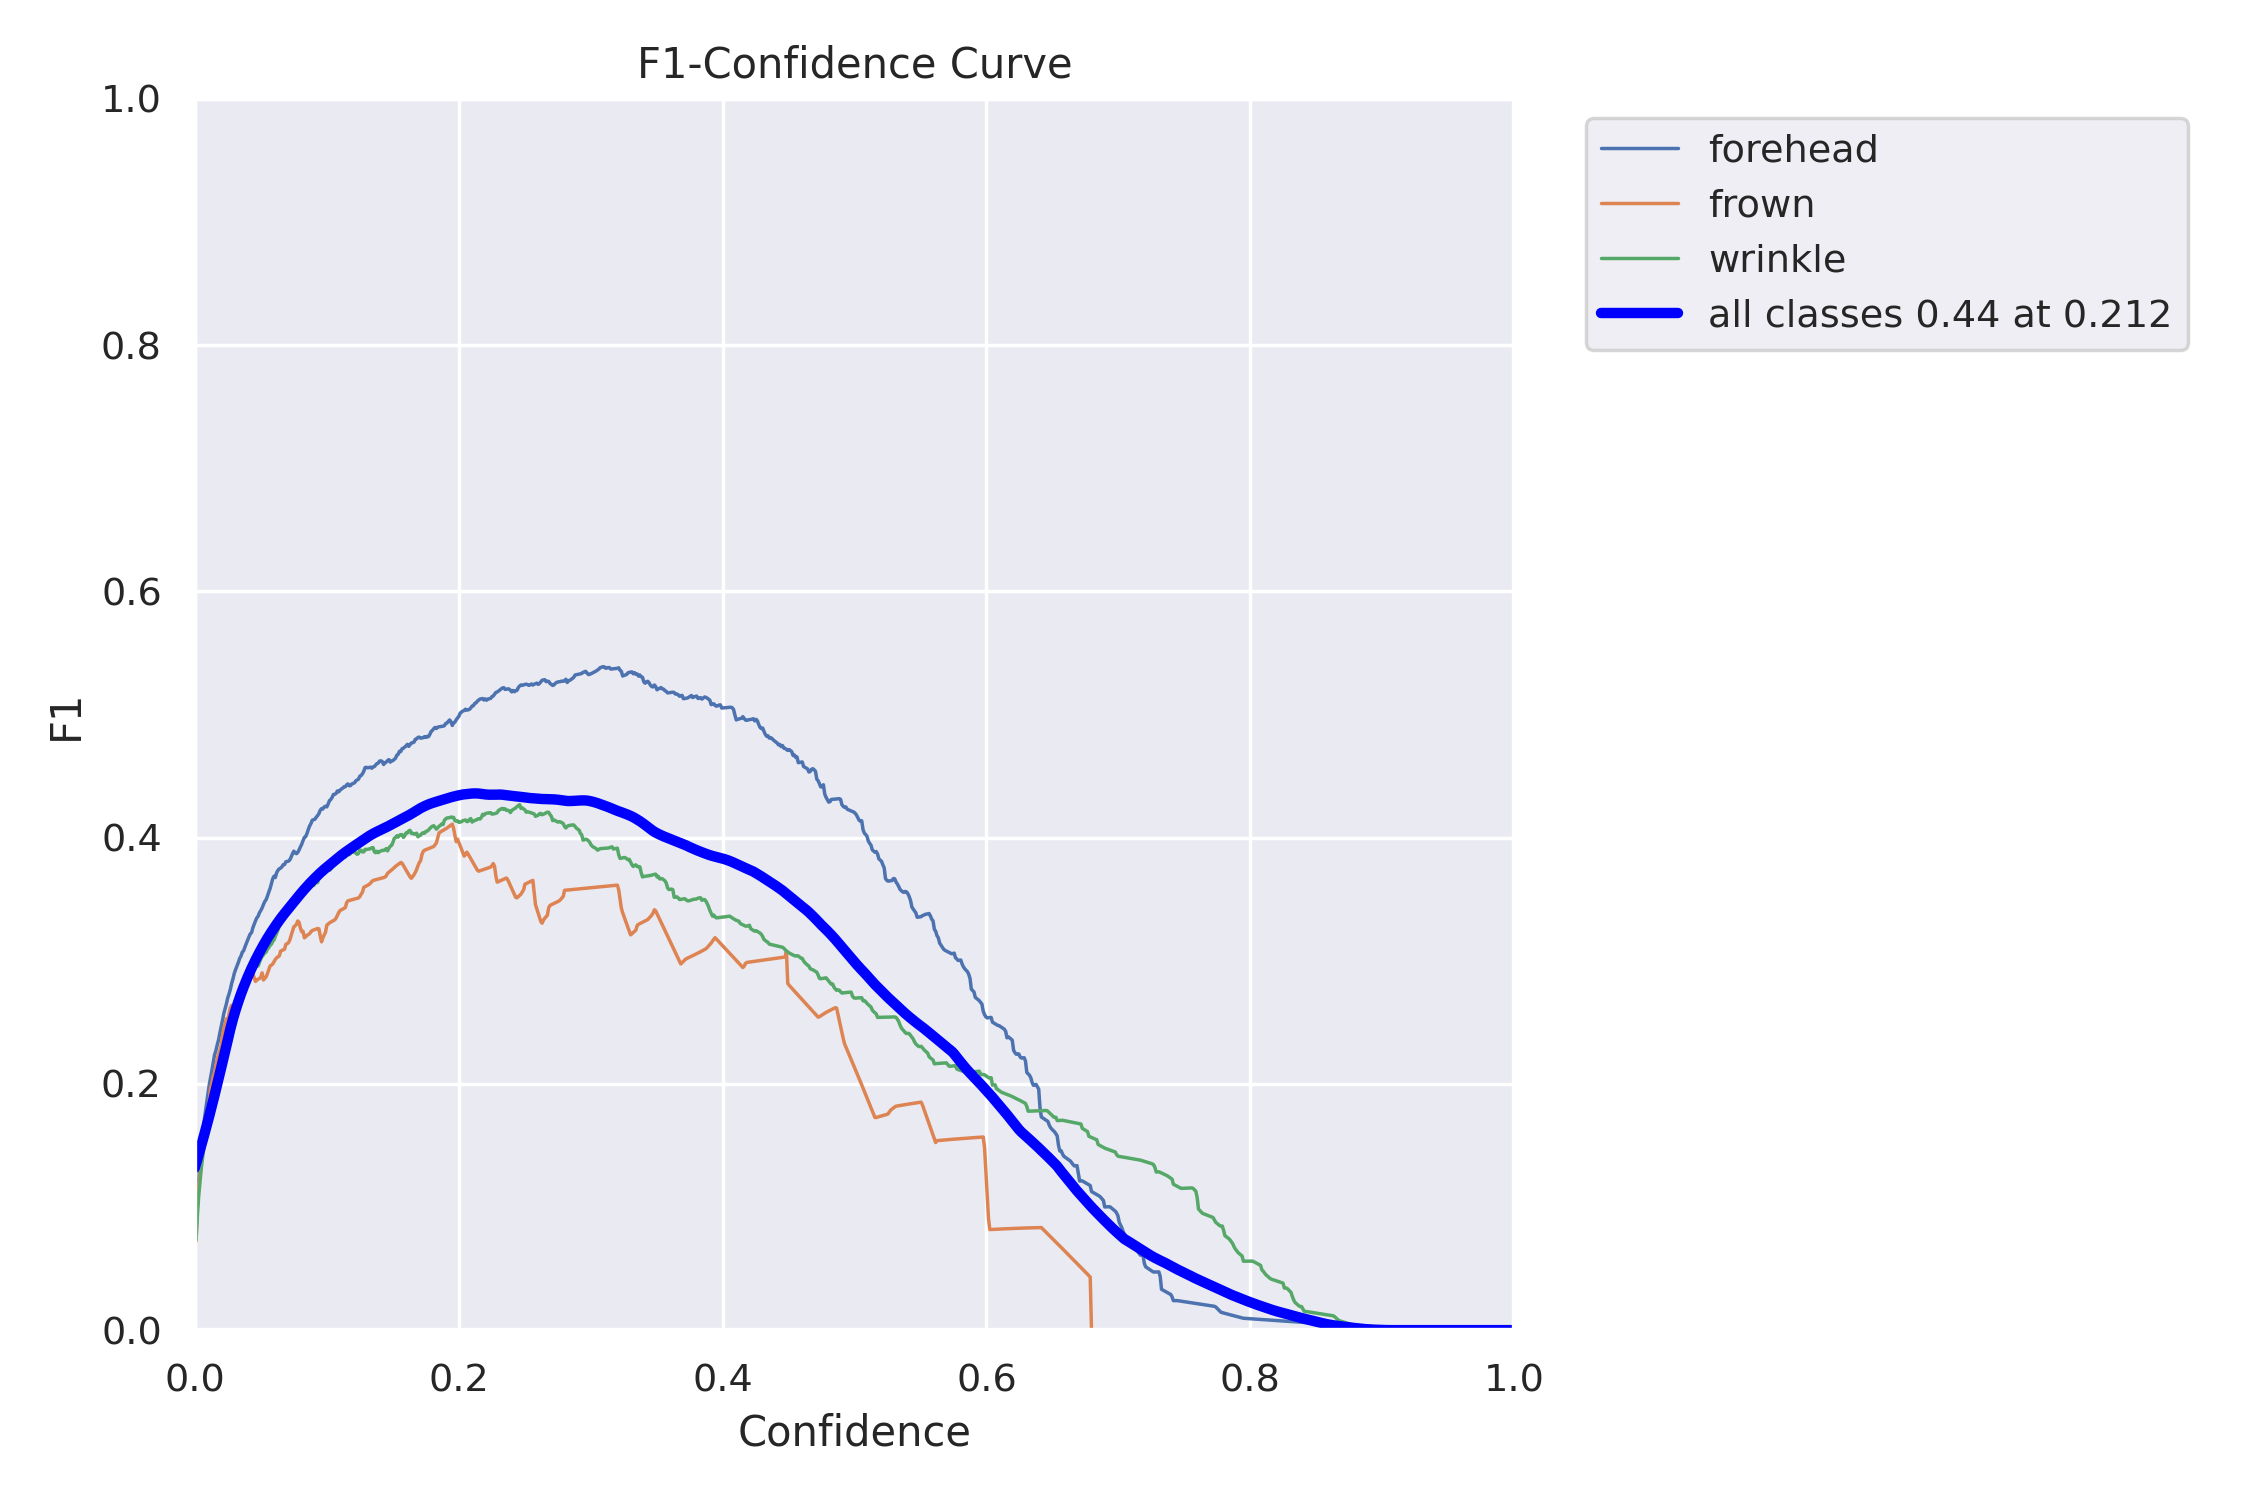 F1-Confidence Curve
1.0
0.8
0.6
0.4
0.2
0.0
F1
0.0 0.2 0.4 0.6 0.8 1.0
Confidence
forehead
frown
wrinkle
all classes 0.44 at 0.212